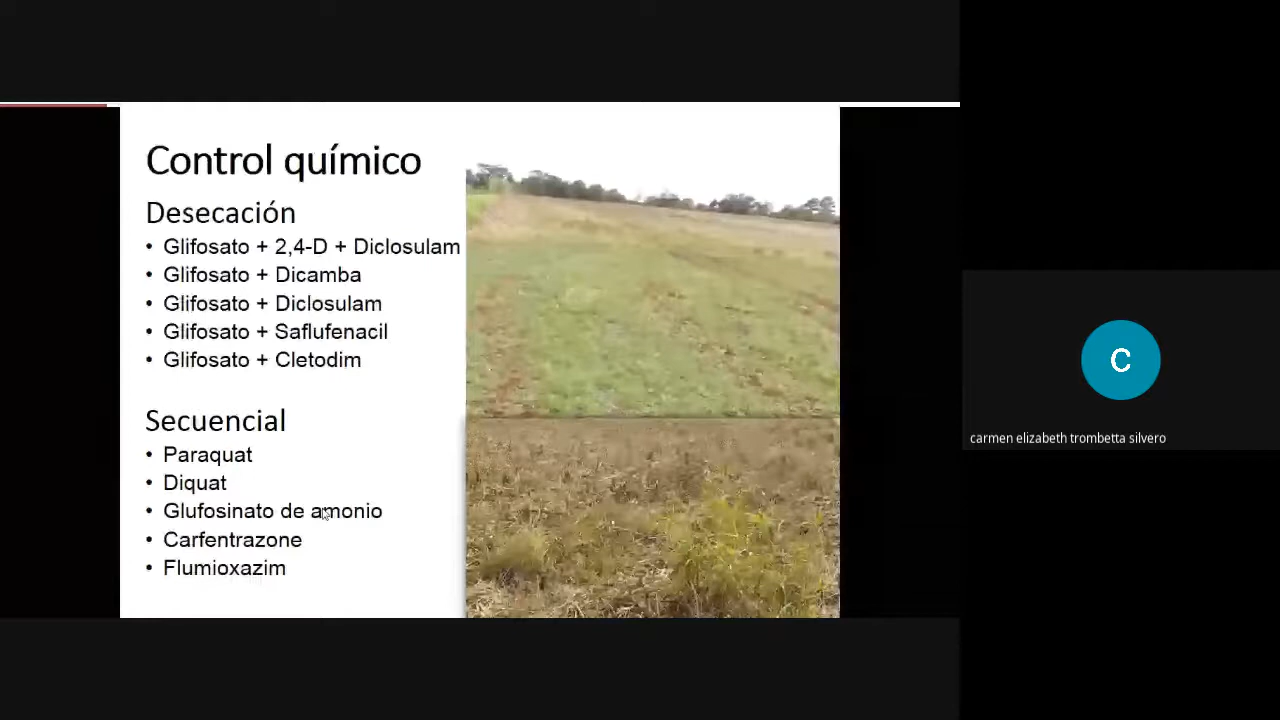 Control químico
Desecación
• Glifosato + 2,4-D + Diclosulam
• Glifosato + Dicamba
• Glifosato + Diclosulam
• Glifosato + Saflufenacil
• Glifosato + Cletodim
Secuencial
• Paraquat
• Diquat
• Glufosinato de amonio
• Carfentrazone
• Flumioxazim
C
carmen elizabeth trombetta silvero